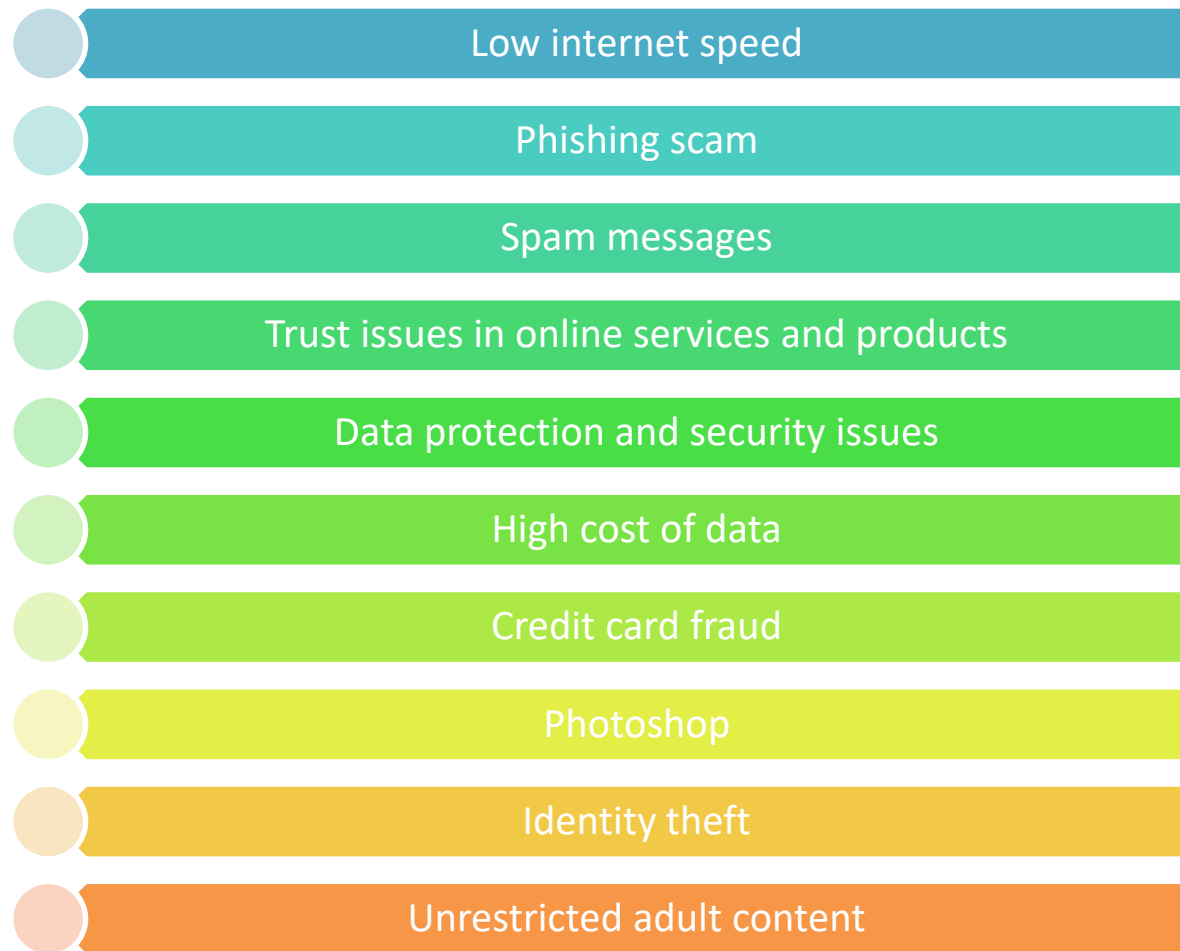 Low internet speed
Phishing scam
Spam messages
Trust issues in online services and products
Data protection and security issues
High cost of data
Credit card fraud
Photoshop
Identity theft
Unrestricted adult content